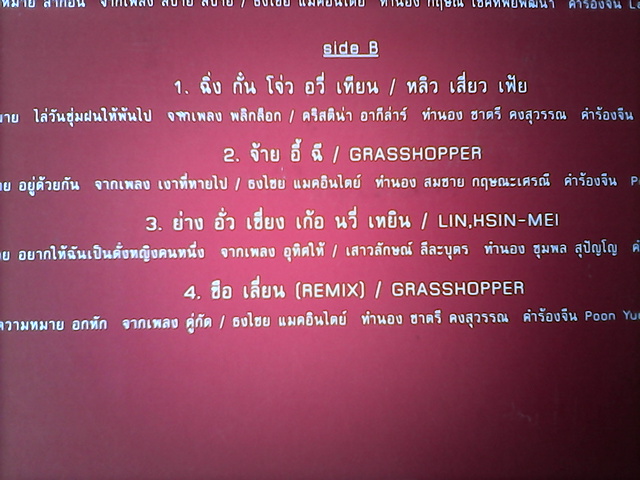 หมาย ลาก่อน จากเพลง สบาย สบาย / ธงไชย แมคอินไตย์ ทำนอง กฤษณ โชคทิพย์พัฒนา คำร้องจีน
side B
1. ฉิ่ง กั๋น โจ่ว อวี่ เทียน / หลิว เสี่ยว เฟ้ย
มาย ไล่วันชุ่มฝนให้พ้นไป จากเพลง พลิกล็อก / คริสติน่า อากีล่าร์ ทำนอง ชาตรี คงสุวรรณ คำร้องจีน
2. จ้าย อี้ ฉี / GRASSHOPPER
าย อยู่ด้วยกัน จากเพลง เงาที่หายไป / ธงไชย แมคอินไตย์ ทำนอง สมชาย กฤษณะเศรณี คำร้องจีน
3. ย่าง อั่ว เชี่ยง เก้อ นวี่ เหยิน / LIN,HSIN-MEI
าย อยากให้ฉันเป็นดั่งหญิงคนหนึ่ง จากเพลง อุทิศให้ / เสาวลักษณ์ ลีละบุตร ทำนอง ชุมพล สุปัญโญ
4. ซือ เลี่ยน (REMIX) / GRASSHOPPER
ความหมาย อกหัก จากเพลง คู่กัด / ธงไชย แมคอินไตย์ ทำนอง ชาตรี คงสุวรรณ คำร้องจีน Poon Yue